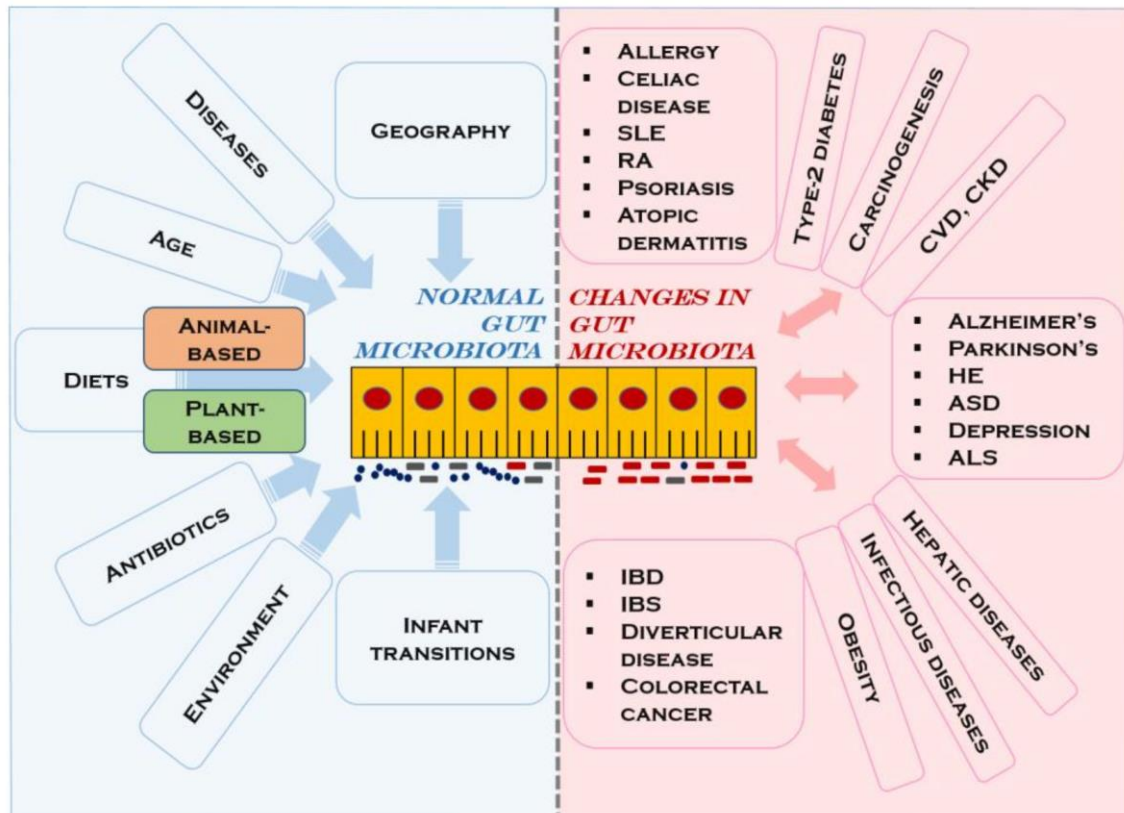 DISEASES
GEOGRAPHY
AGE
ANIMAL-
BASED
DIETS
PLANT-
BASED
ANTIBIOTICS
ENVIRONMENT
INFANT
TRANSITIONS
NORMAL
GUT
MICROBIOTA
CHANGES IN
GUT
MICROBIOTA
▪ ALLERGY
▪ CELIAC
DISEASE
▪ SLE
▪ RA
▪ PSORIASIS
▪ ATOPIC
DERMATITIS
TYPE-2 DIABETES
CARCINOGENESIS
CVD, CKD
▪ ALZHEIMER'S
▪ PARKINSON'S
▪ HE
▪ ASD
▪ DEPRESSION
▪ ALS
HEPATIC DISEASES
INFECTIOUS DISEASES
OBESITY
▪ IBD
▪ IBS
▪ DIVERTICULAR
DISEASE
▪ COLORECTAL
CANCER